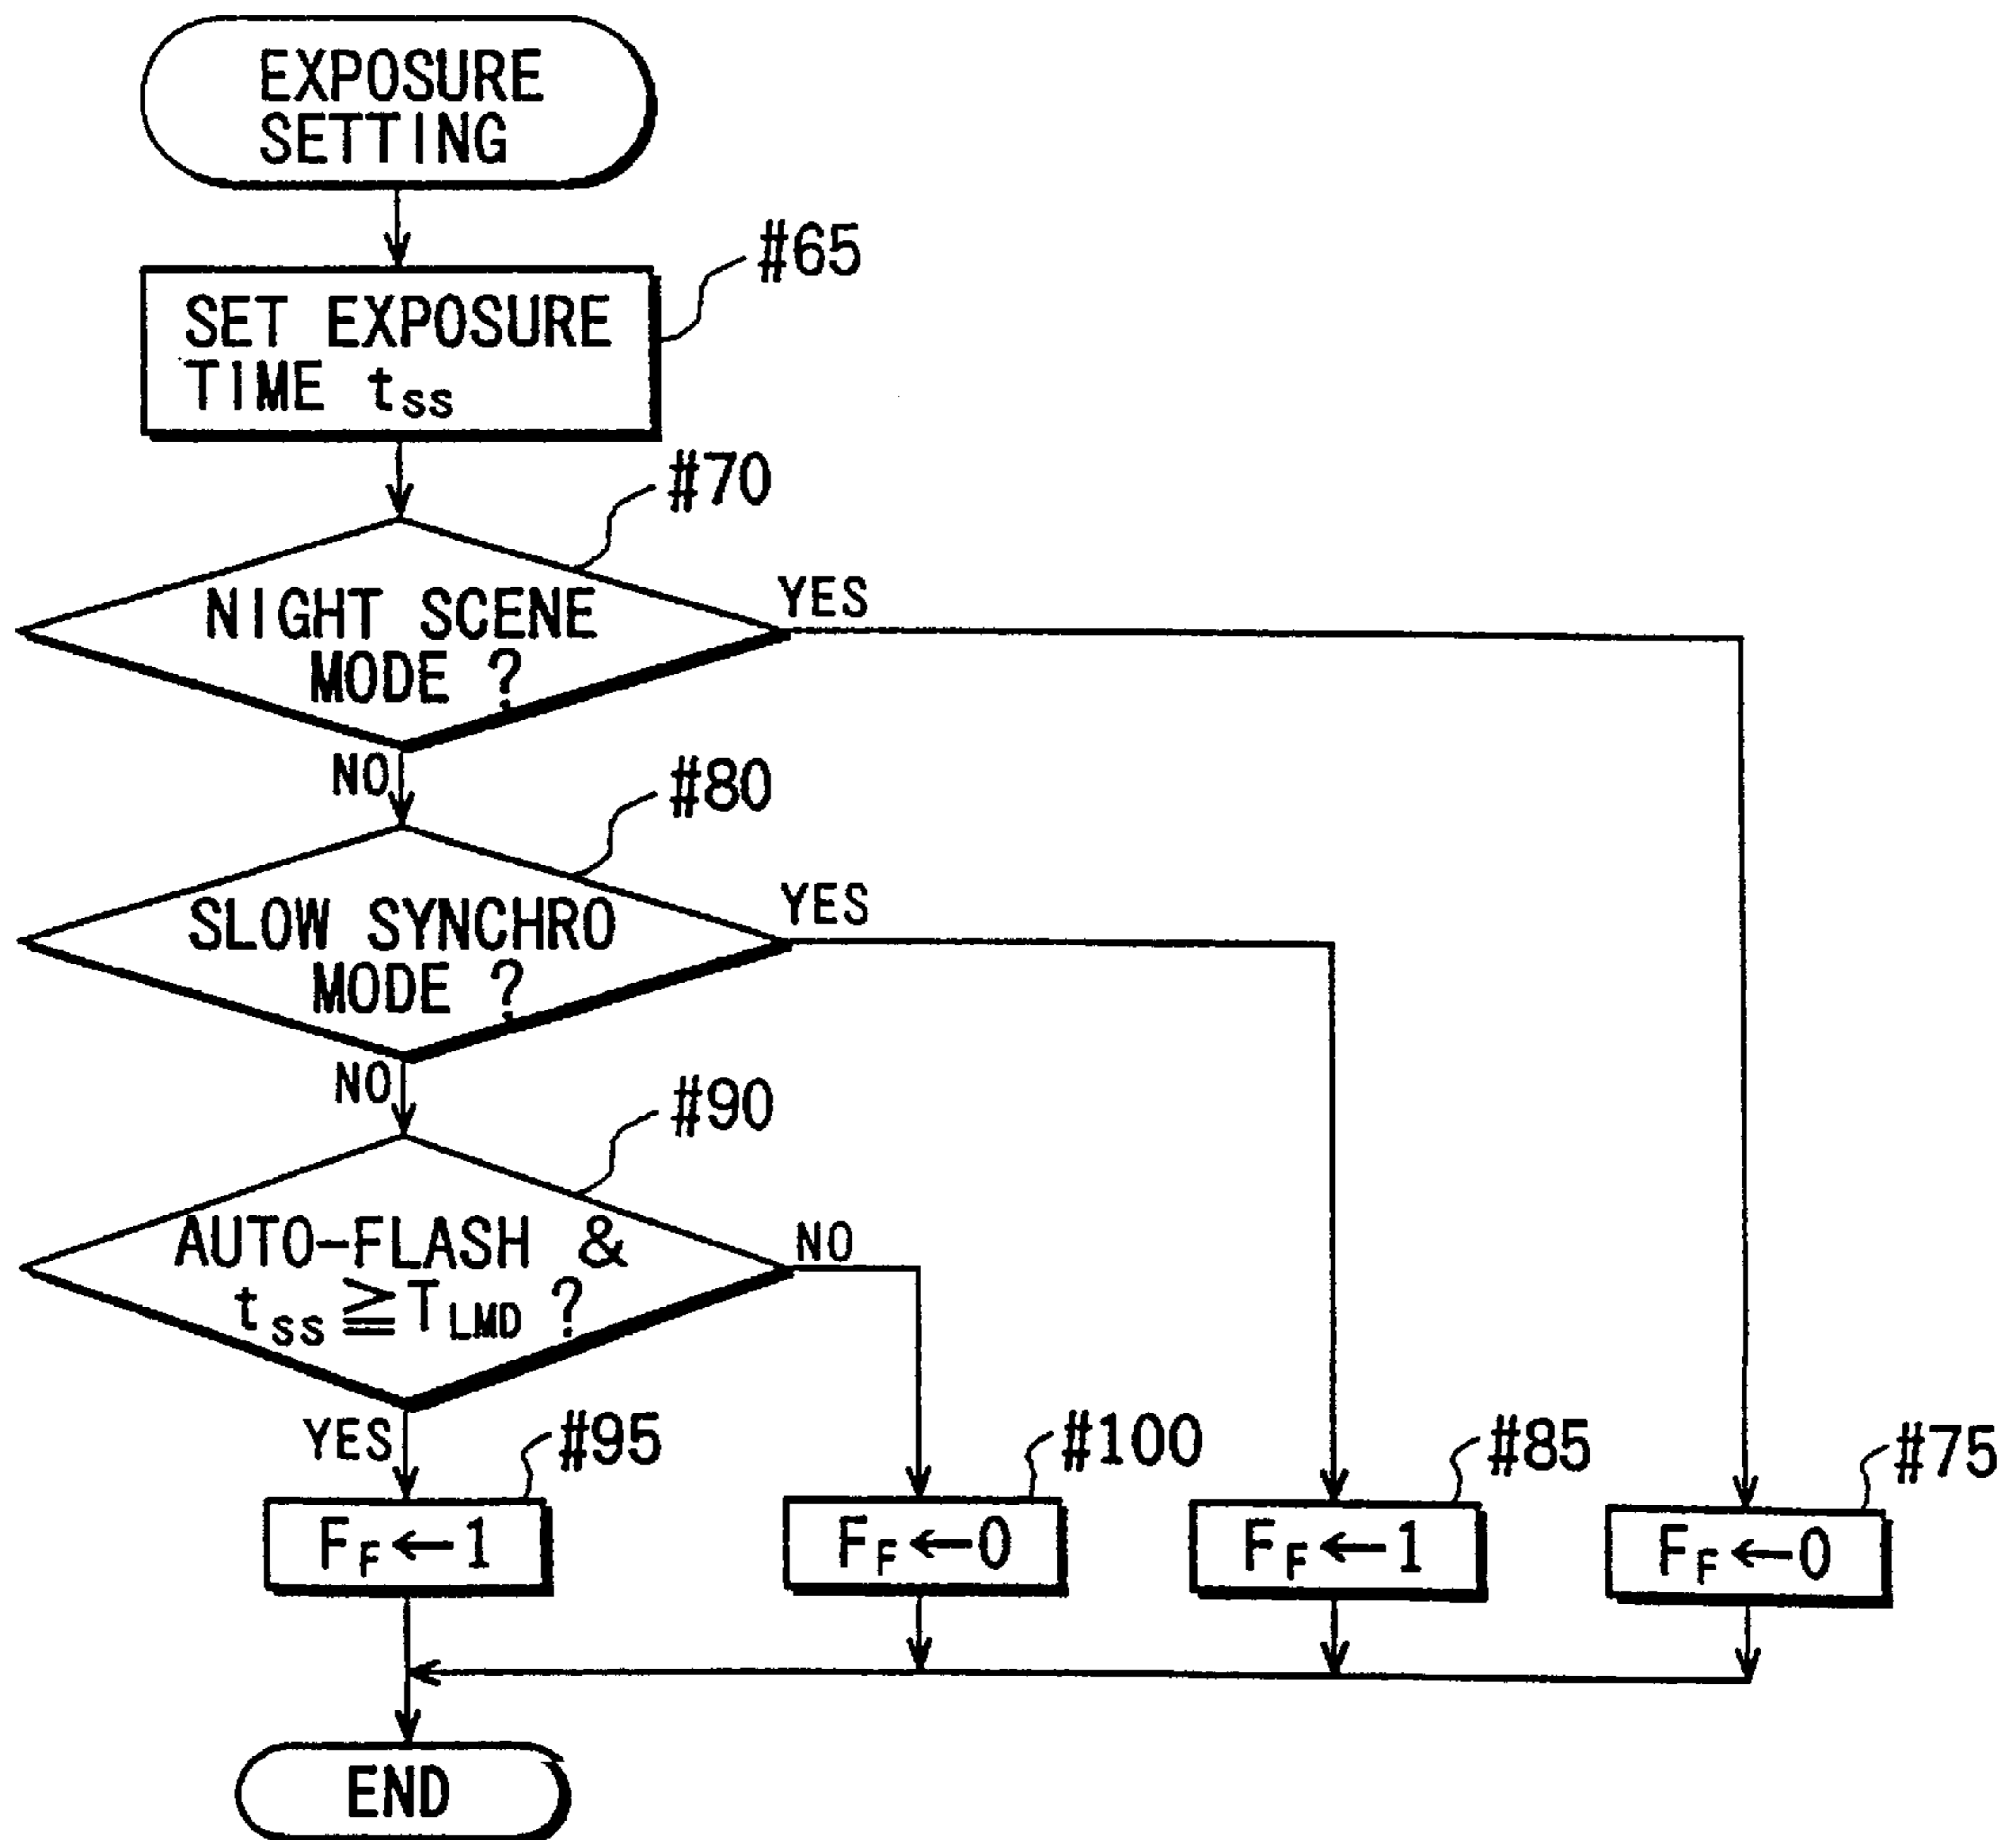 EXPOSURE
SETTING
#65
SET EXPOSURE
TIME tss
#70
NIGHT SCENE
MODE ?
YES
NO
#80
SLOW SYNCHRO
MODE ?
YES
NO
#90
AUTO-FLASH &
tss ≧ TLMD ?
NO
YES
#95
FF ← 1
#100
FF ← 0
#85
FF ← 1
#75
FF ← 0
END